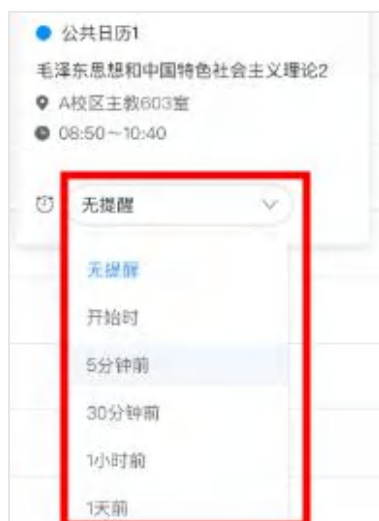 公共日历1
毛泽东思想和中国特色社会主义理论2
A校区主教603室
08:50~10:40
无提醒
无提醒
开始时
5分钟前
30分钟前
1小时前
1天前